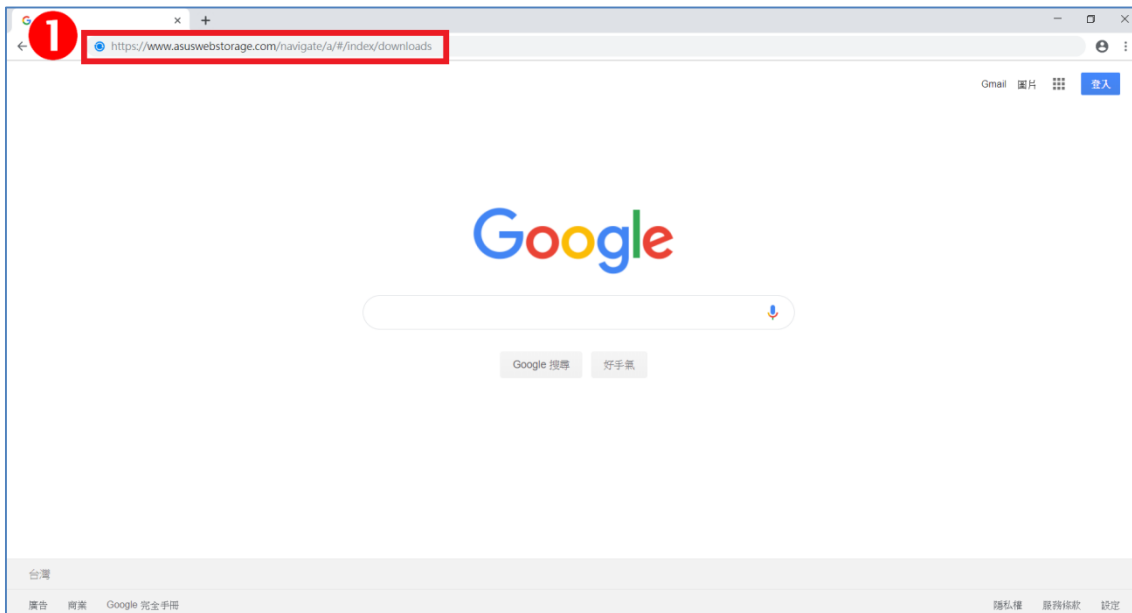 1
https://www.asuswebstorage.com/navigate/a/#/index/downloads
Gmail 圖片 登入
Google
Google 搜尋 好手氣
台灣
廣告 商業 Google 完全手冊 隱私權 服務條款 設定